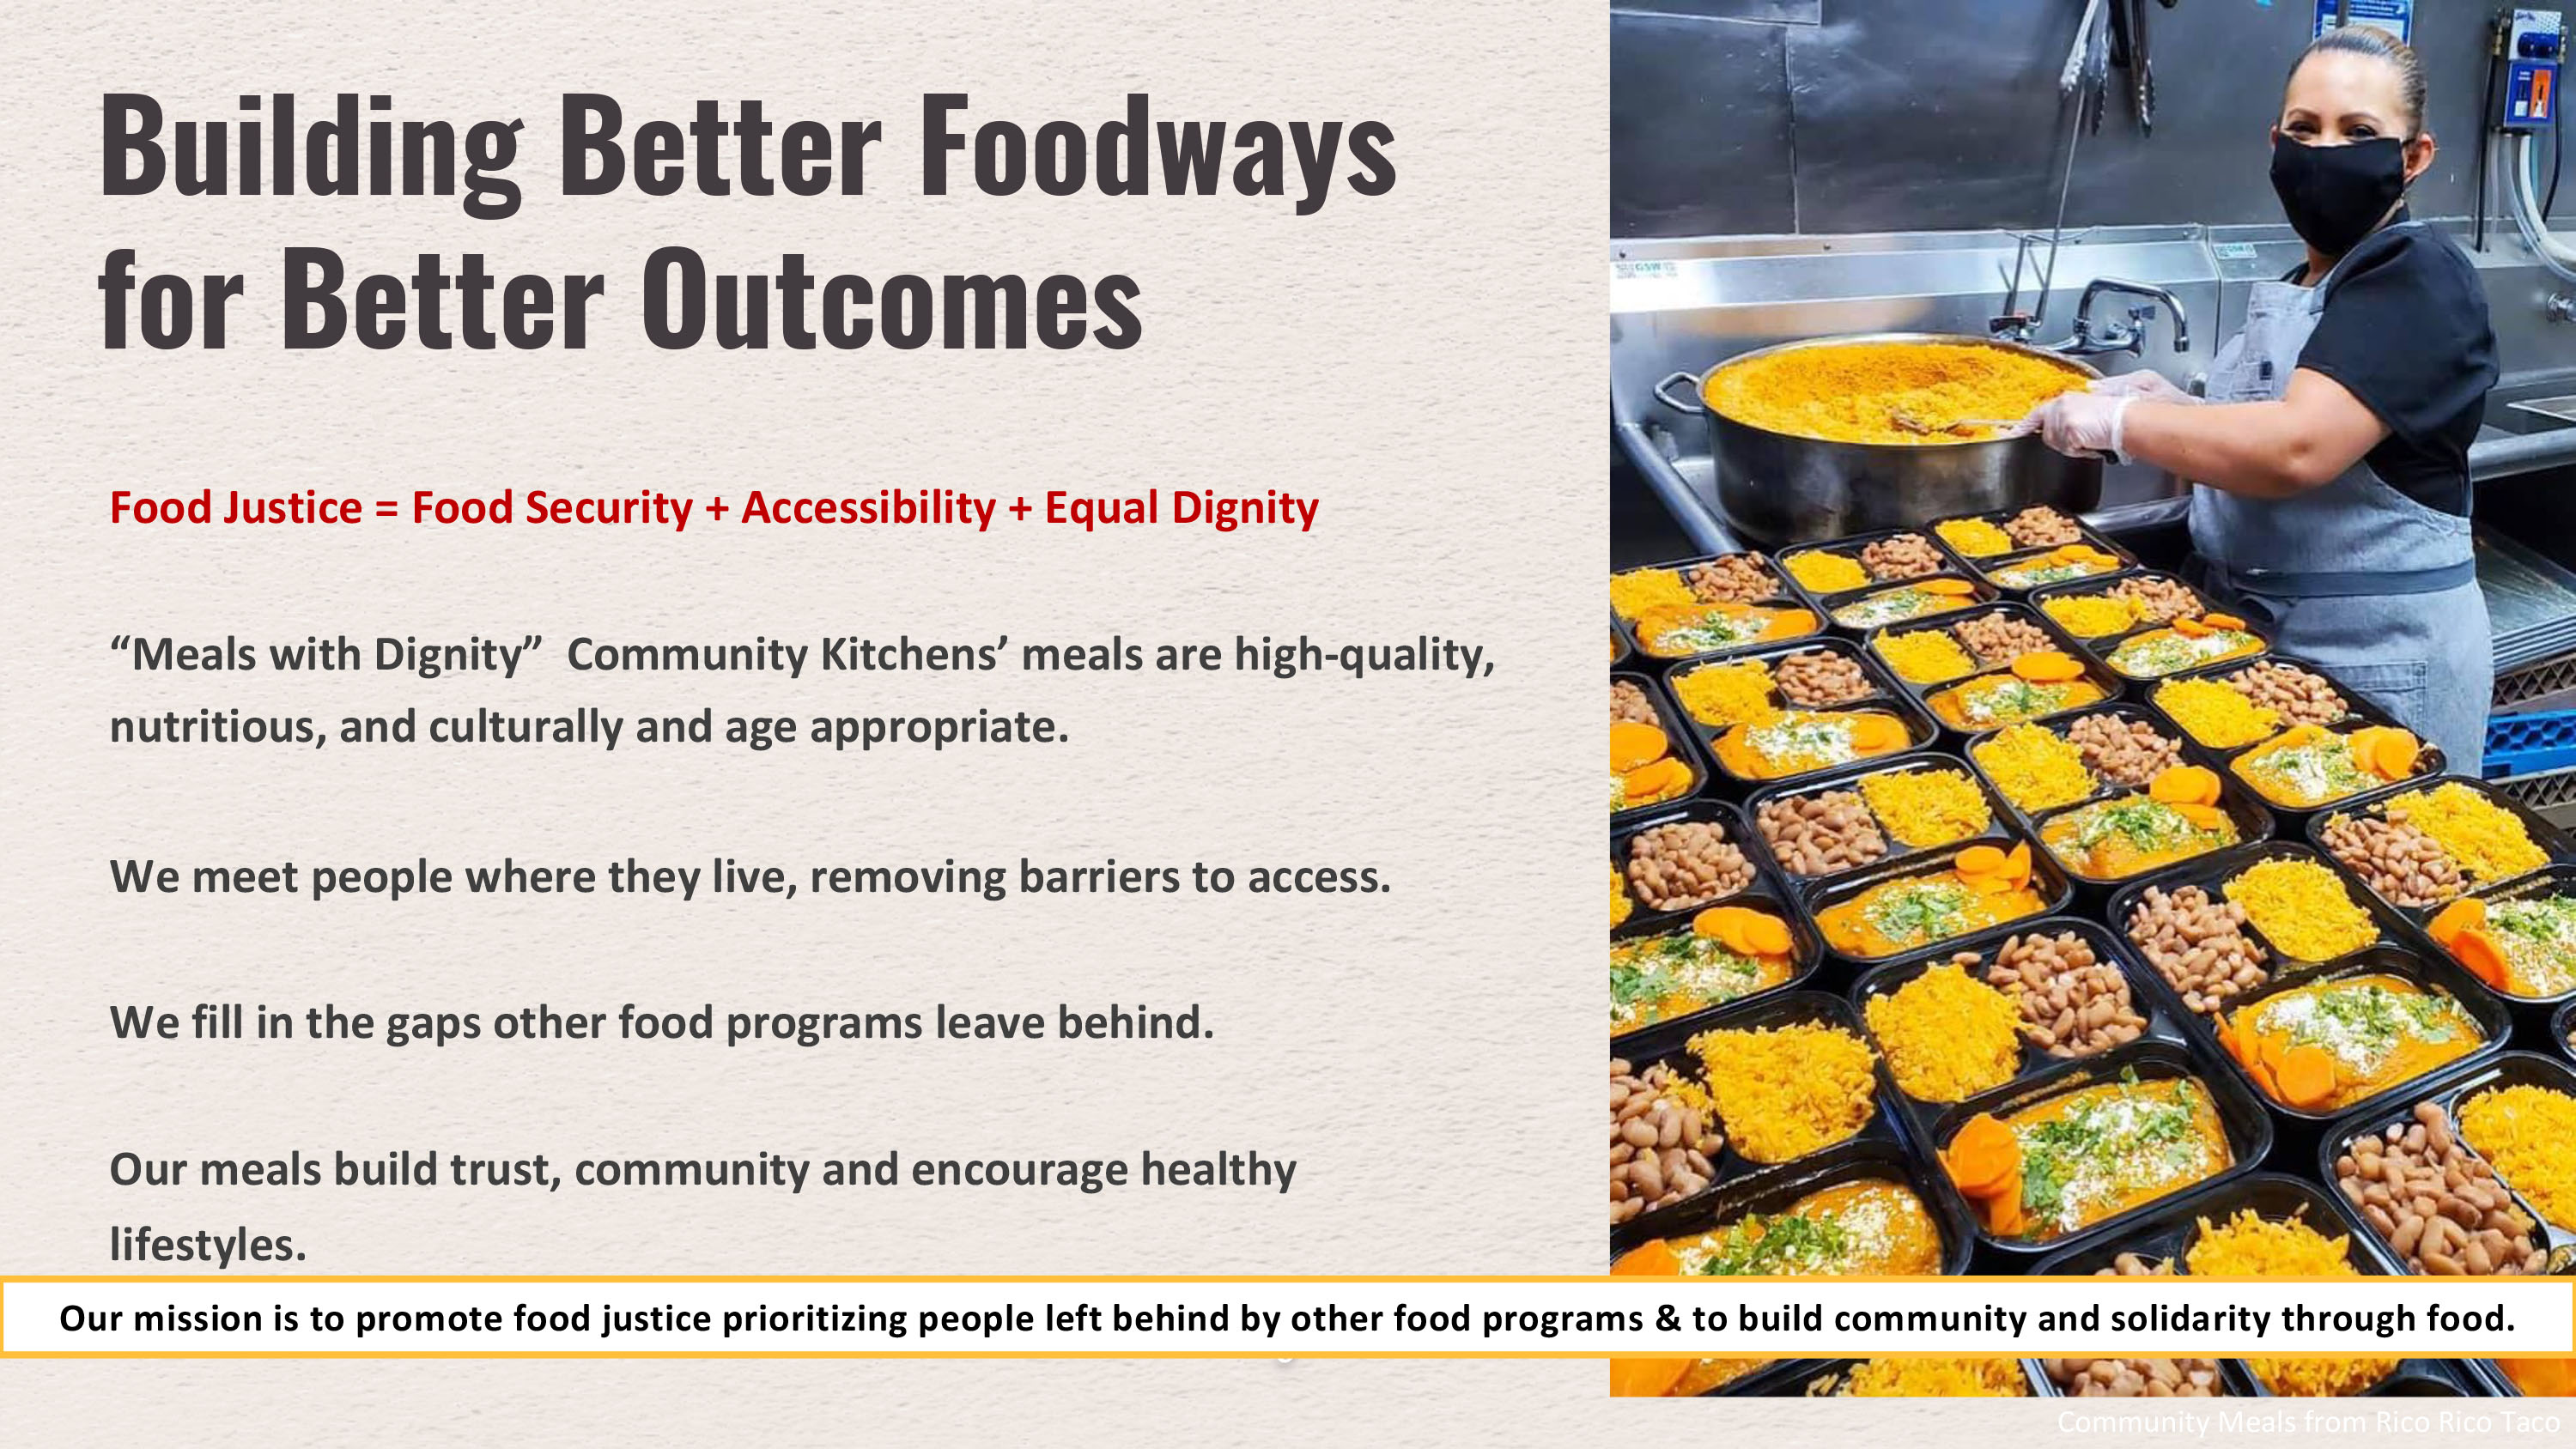 Building Better Foodways
for Better Outcomes
Food Justice = Food Security + Accessibility + Equal Dignity
“Meals with Dignity”  Community Kitchens’ meals are high-quality,
nutritious, and culturally and age appropriate.
We meet people where they live, removing barriers to access.
We fill in the gaps other food programs leave behind.
Our meals build trust, community and encourage healthy
lifestyles.
Our mission is to promote food justice prioritizing people left behind by other food programs & to build community and solidarity through food.
Community Meals from Rico Rico Taco